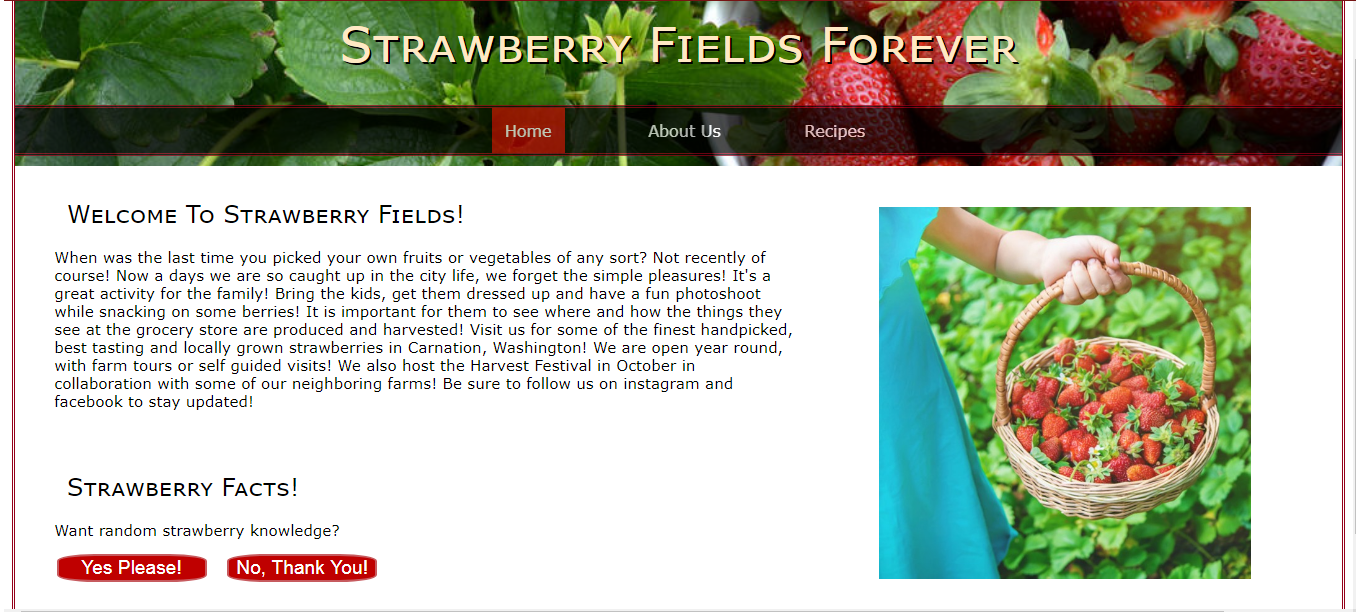 Strawberry Fields Forever
Home About Us Recipes
Welcome To Strawberry Fields!
When was the last time you picked your own fruits or vegetables of any sort? Not recently of
course! Now a days we are so caught up in the city life, we forget the simple pleasures! It's a
great activity for the family! Bring the kids, get them dressed up and have a fun photoshoot
while snacking on some berries! It is important for them to see where and how the things they
see at the grocery store are produced and harvested! Visit us for some of the finest handpicked,
best tasting and locally grown strawberries in Carnation, Washington! We are open year round,
with farm tours or self guided visits! We also host the Harvest Festival in October in
collaboration with some of our neighboring farms! Be sure to follow us on instagram and
facebook to stay updated!
Strawberry Facts!
Want random strawberry knowledge?
Yes Please! No, Thank You!